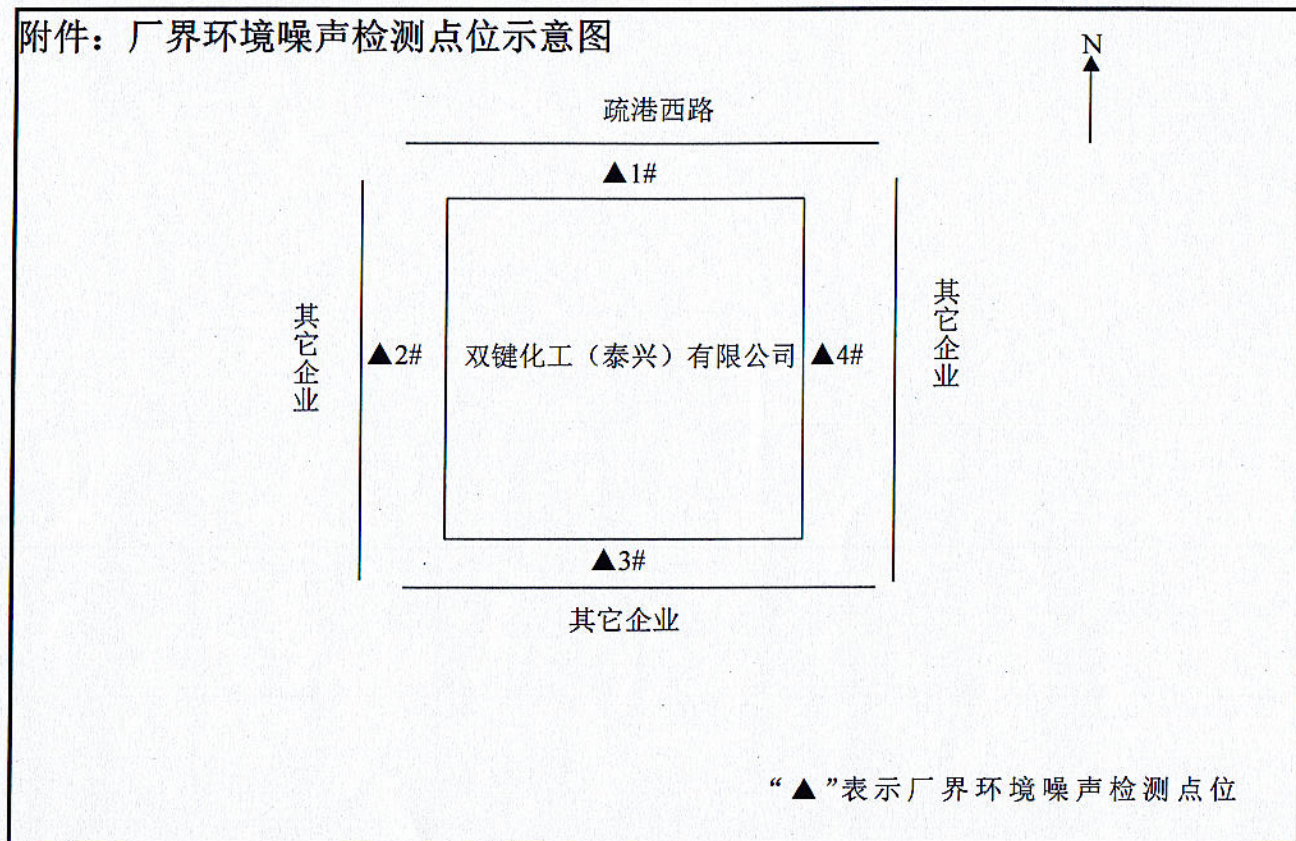 附件：厂界环境噪声检测点位示意图
N
疏港西路
▲1#
其它企业
▲2#
双键化工（泰兴）有限公司
▲4#
其它企业
▲3#
其它企业
“▲”表示厂界环境噪声检测点位